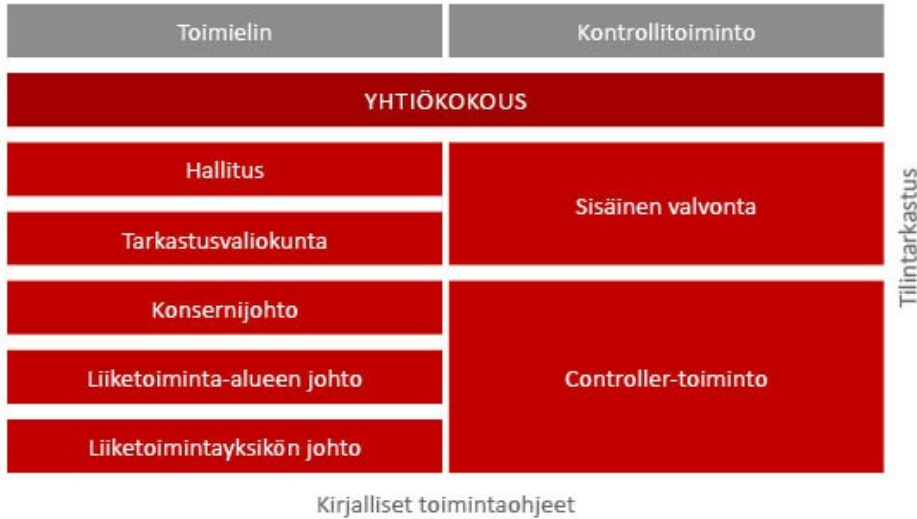 Toimielin
Kontrollitoiminto
YHTIÖKOKOUS
Hallitus
Sisäinen valvonta
Tarkastusvaliokunta
Konsernijohto
Liiketoiminta-alueen johto
Controller-toiminto
Liiketoimintayksikön johto
Tilintarkastus
Kirjalliset toimintaohjeet